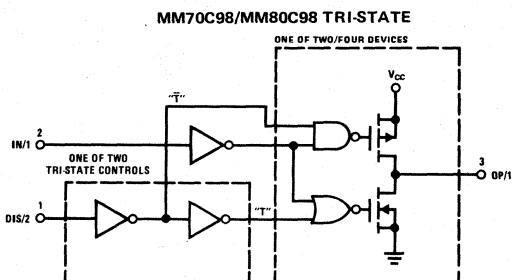 MM70C98/MM80C98 TRI-STATE
ONE OF TWO/FOUR DEVICES
VCC
"T̅"
2
IN/1
ONE OF TWO
TRI-STATE CONTROLS
3
OP/1
1
DIS/2
"T"